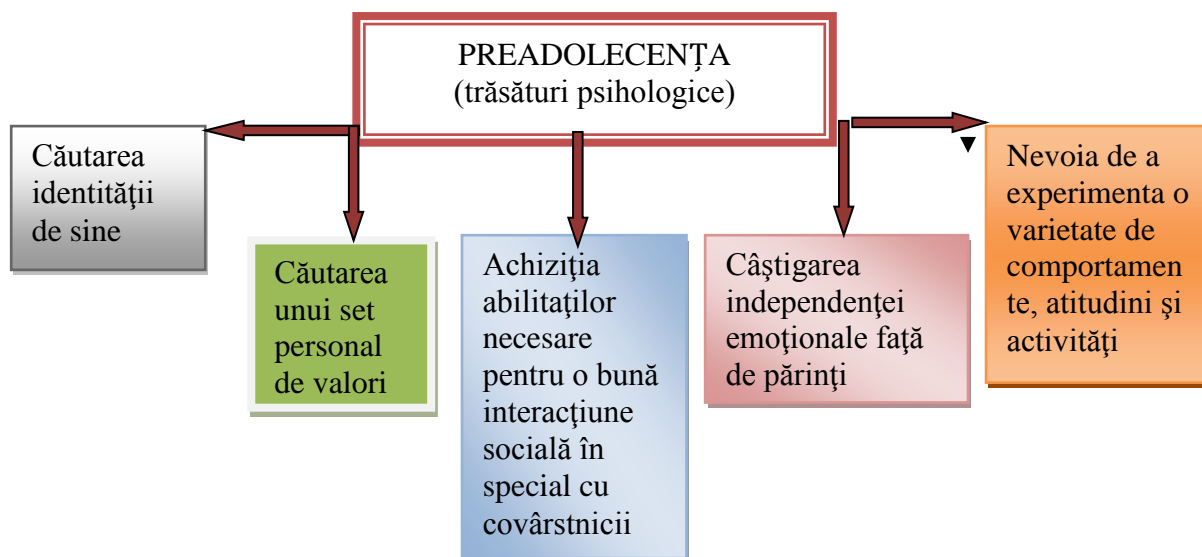 PREADOLECENȚA
(trăsături psihologice)
Căutarea
identităţii
de sine
Căutarea
unui set
personal
de valori
Achiziţia
abilitaţilor
necesare
pentru o bună
interacţiune
socială în
special cu
covârstnicii
Câştigarea
independenţei
emoţionale faţă
de părinţi
Nevoia de a
experimenta o
varietate de
comportamen
te, atitudini şi
activităţi